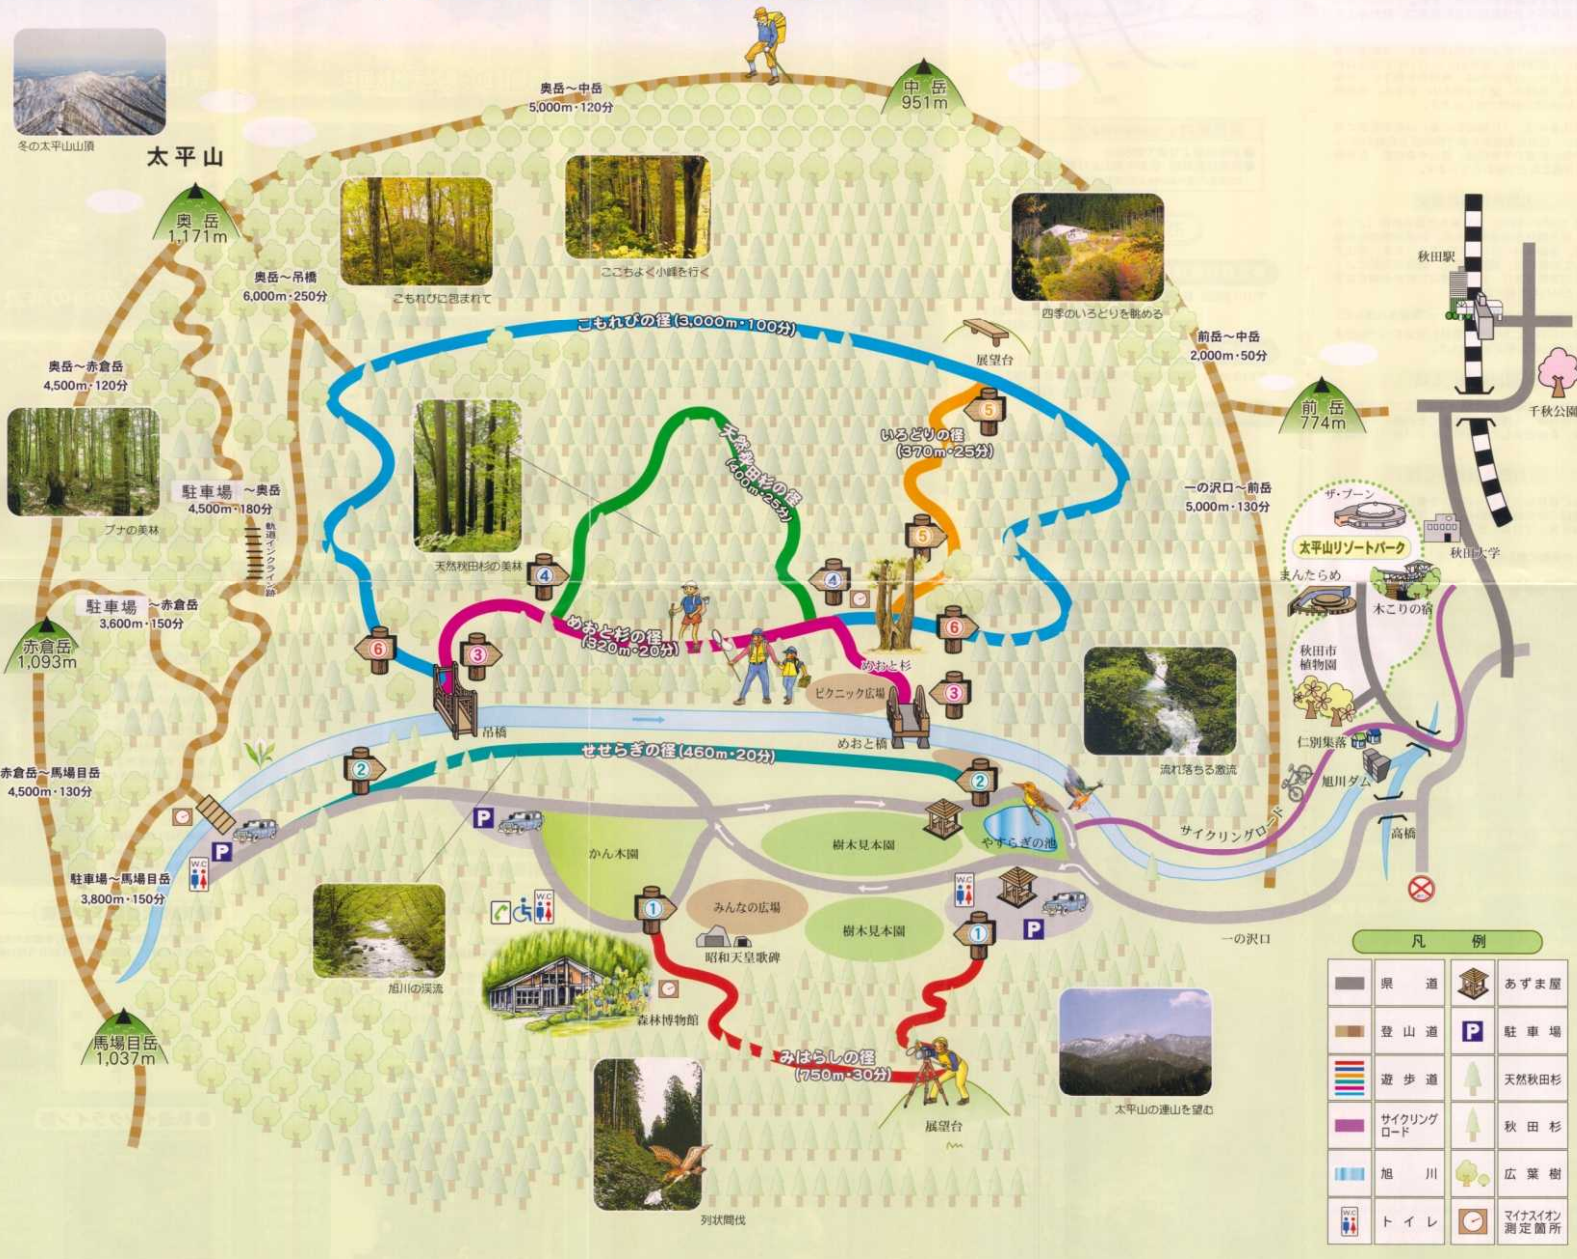 冬の太平山山頂
太平山
奥岳
1,171m
奥岳～中岳
5,000m・120分
中岳
951m
奥岳～吊橋
6,000m・250分
こもれびに包まれて
ここちよく小峰を行く
四季のいろどりを眺める
秋田駅
千秋公園
こもれびの径(3,000m・100分)
展望台
前岳～中岳
2,000m・50分
前岳
774m
奥岳～赤倉岳
4,500m・120分
ブナの美林
駐車場～奥岳
4,500m・180分
軌道インクライン跡
天然秋田杉の美林
天然秋田杉の径
(400m・25分)
いろどりの径
(370m・25分)
5
5
一の沢口～前岳
5,000m・130分
ザ・ブーン
太平山リゾートパーク
秋田大学
まんたらめ
木こりの宿
秋田市
植物園
駐車場～赤倉岳
3,600m・150分
赤倉岳
1,093m
4
4
6
6
3
3
めおと杉の径
(320m・20分)
めおと杉
ピクニック広場
吊橋
めおと橋
流れ落ちる激流
仁別集落
旭川ダム
高橋
サイクリングロード
せせらぎの径(460m・20分)
2
2
赤倉岳～馬場目岳
4,500m・130分
P
P
W.C
駐車場～馬場目岳
3,800m・150分
かん木園
樹木見本園
やすらぎの池
みんなの広場
樹木見本園
W.C
P
1
1
W.C
昭和天皇歌碑
一の沢口
旭川の渓流
森林博物館
馬場目岳
1,037m
みはらしの径
(750m・30分)
展望台
太平山の連山を望む
列状間伐
凡例
県道
あずま屋
登山道
P
駐車場
遊歩道
天然秋田杉
サイクリング
ロード
秋田杉
旭川
広葉樹
W.C
トイレ
マイナスイオン
測定箇所